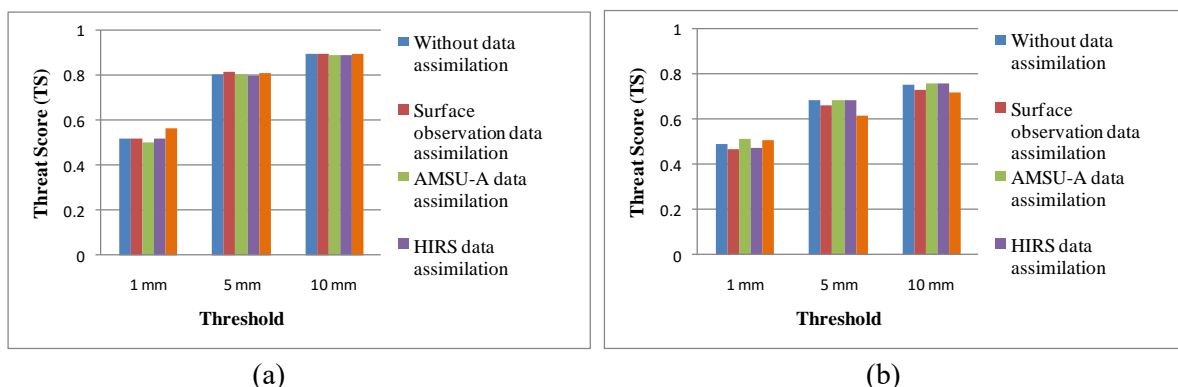 1
0.8
0.6
0.4
0.2
0
Threat Score (TS)
1 mm
5 mm
10 mm
Threshold
Without data
assimilation
Surface
observation data
assimilation
AMSU-A data
assimilation
HIRS data
assimilation
(a)
1
0.8
0.6
0.4
0.2
0
Threat Score (TS)
1 mm
5 mm
10 mm
Threshold
Without data
assimilation
Surface
observation data
assimilation
AMSU-A data
assimilation
HIRS data
assimilation
(b)